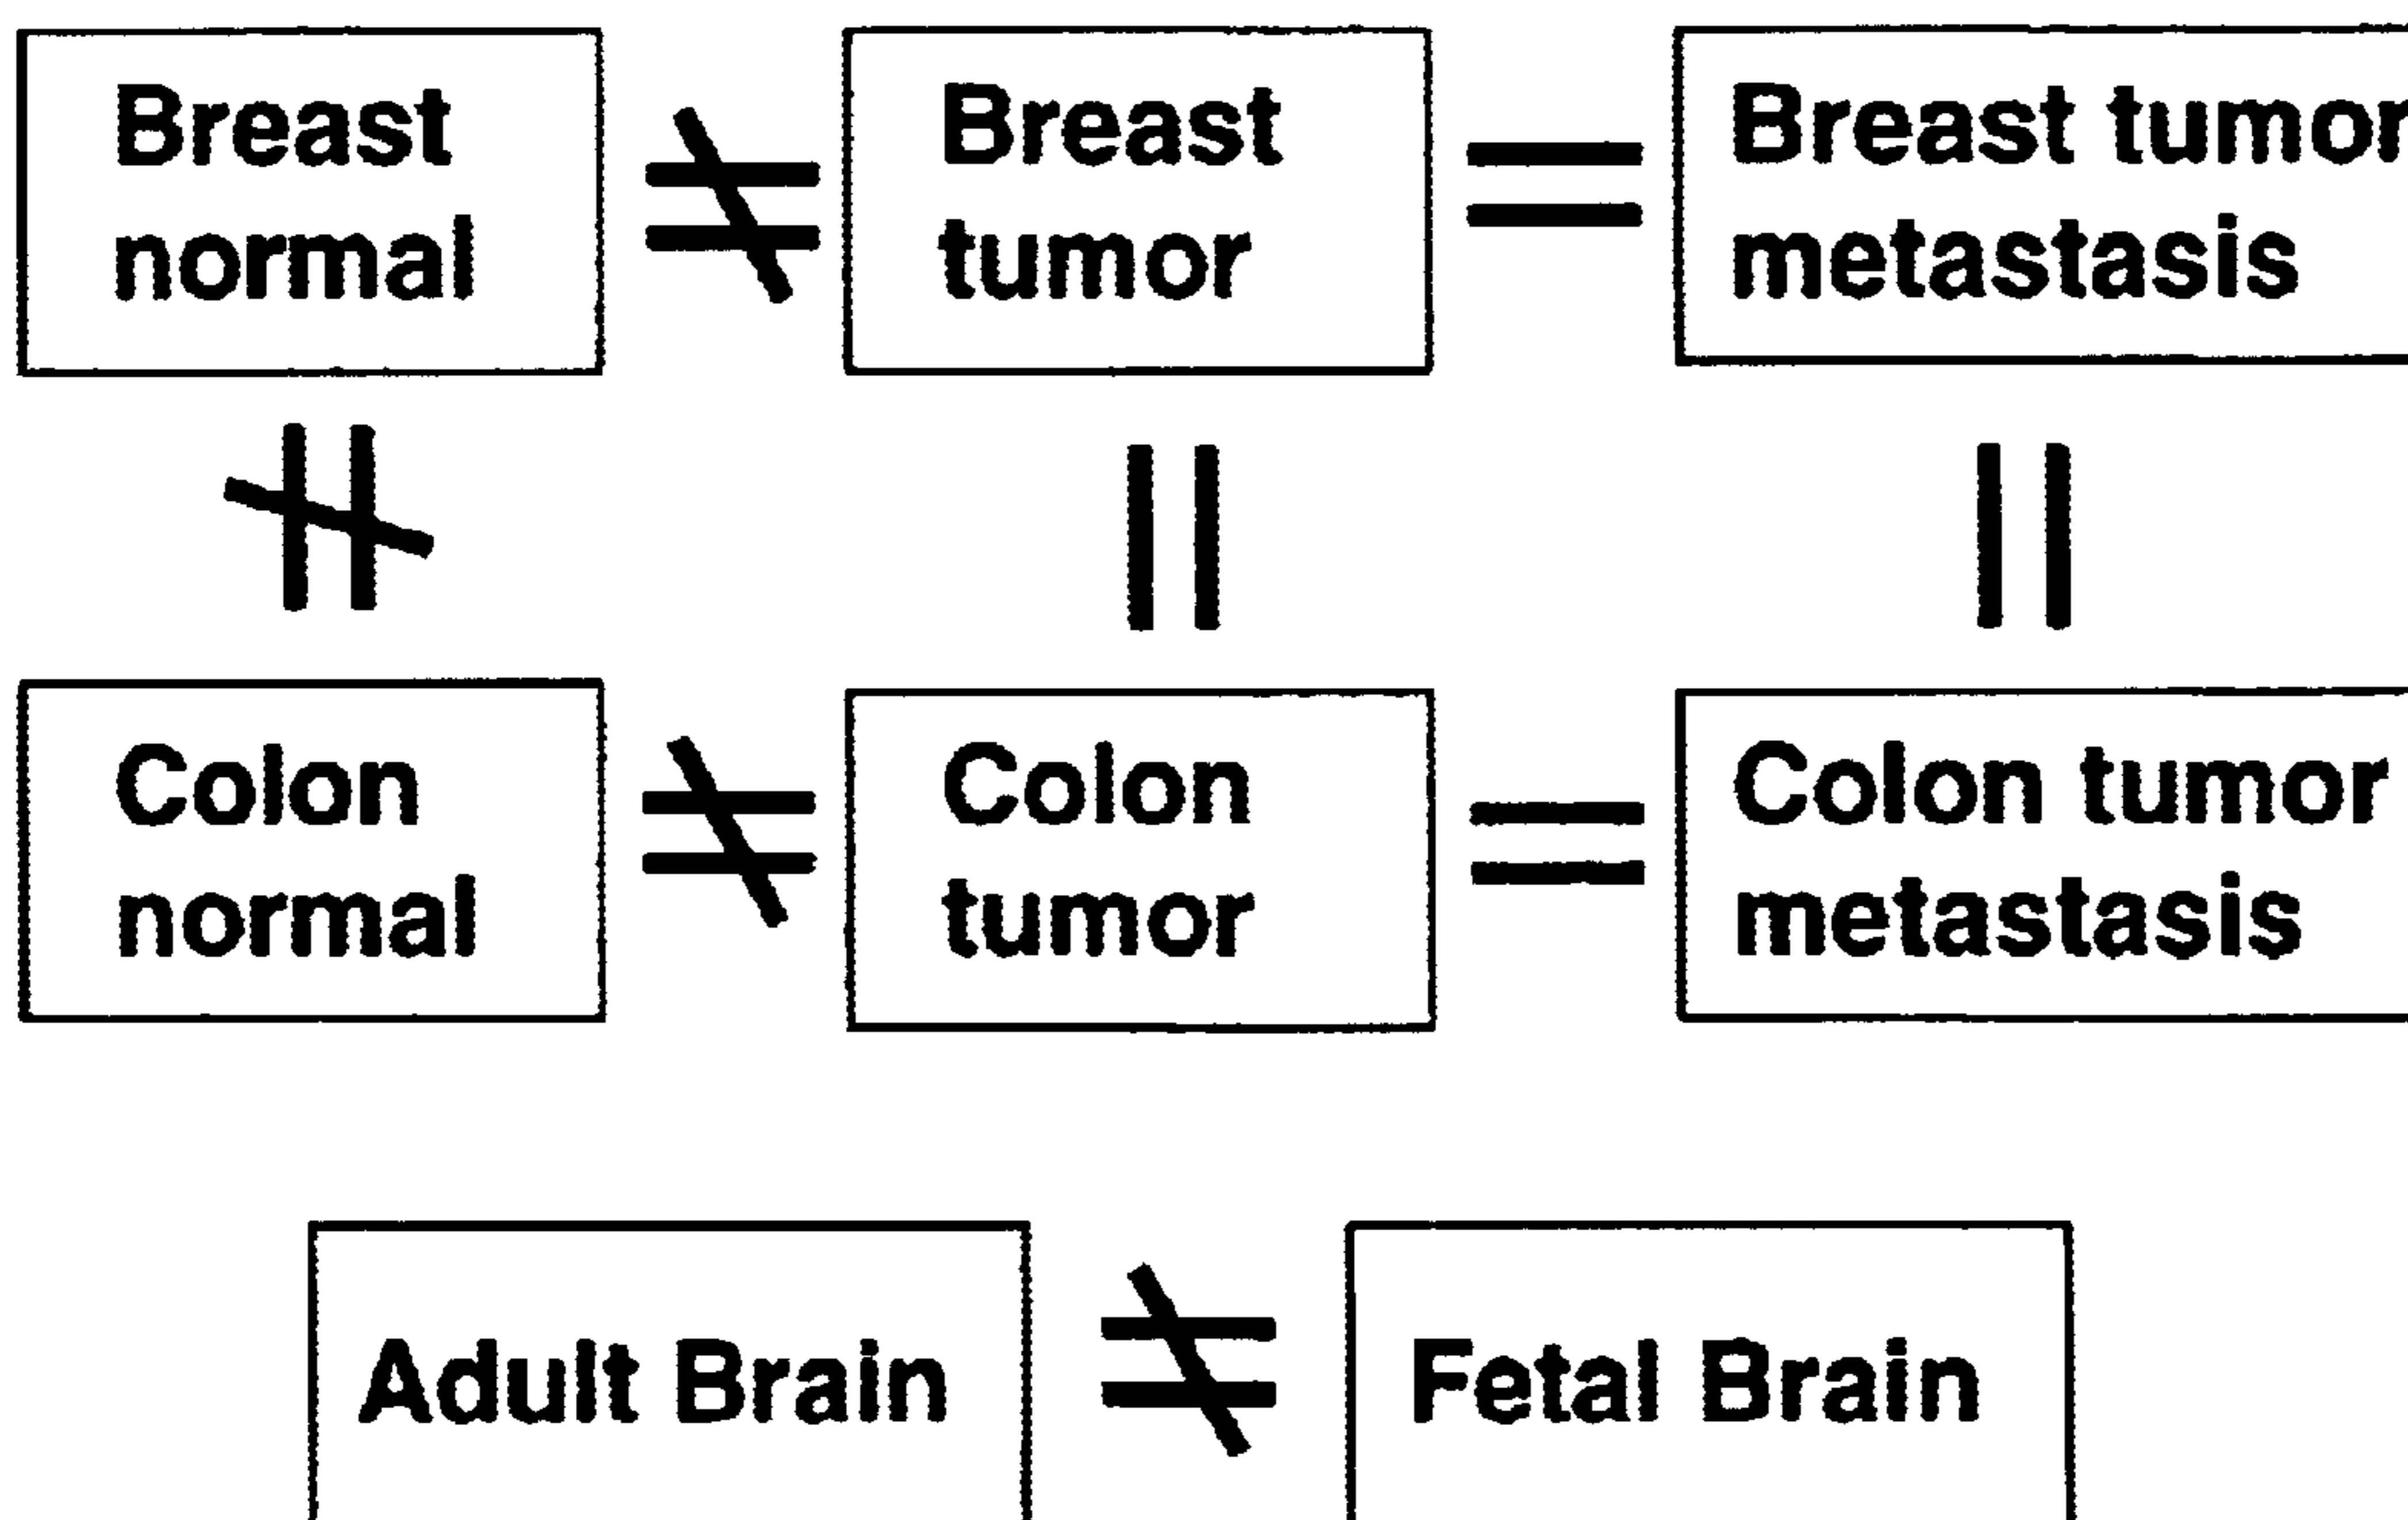 Breast
normal
≠
Breast
tumor
=
Breast tumor
metastasis
≠
=
=
Colon
normal
≠
Colon
tumor
=
Colon tumor
metastasis
Adult Brain
≠
Fetal Brain